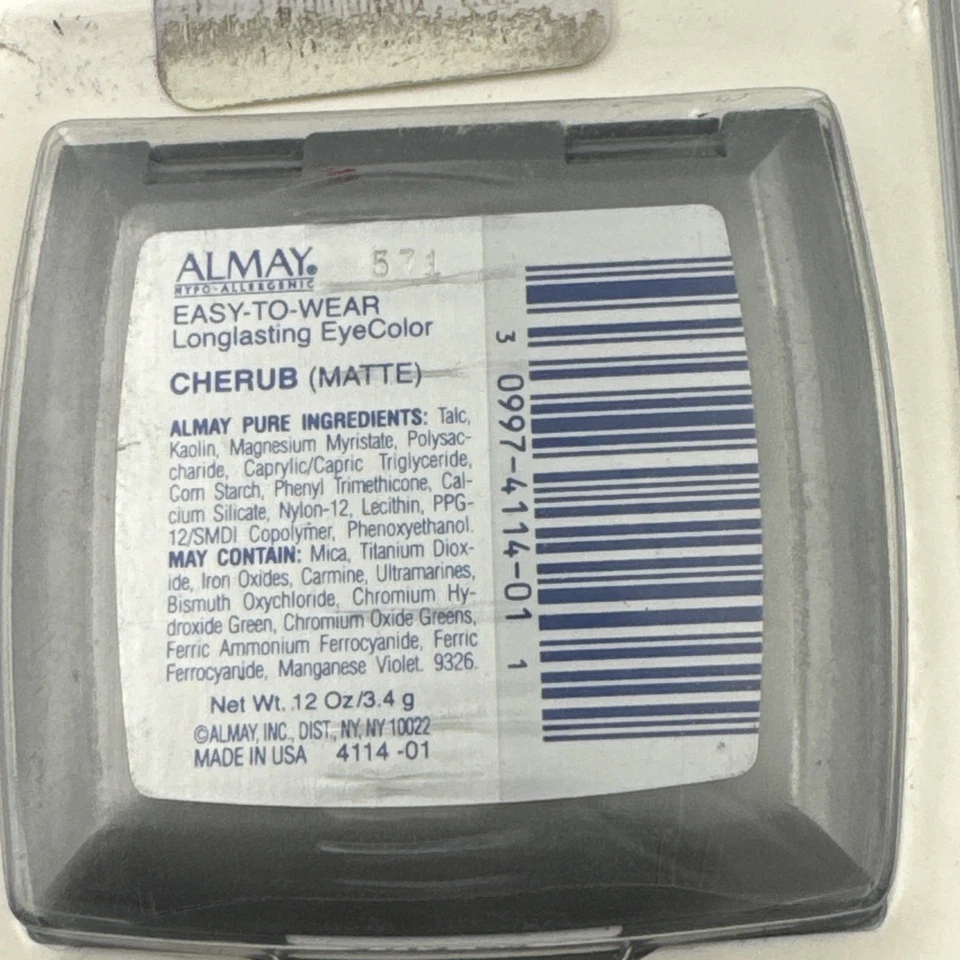 ALMAY®
HYPO-ALLERGENIC
571
EASY-TO-WEAR
Longlasting EyeColor
CHERUB (MATTE)
ALMAY PURE INGREDIENTS: Talc,
Kaolin, Magnesium Myristate, Polysac-
charide, Caprylic/Capric Triglyceride,
Corn Starch, Phenyl Trimethicone, Cal-
cium Silicate, Nylon-12, Lecithin, PPG-
12/SMDI Copolymer, Phenoxyethanol.
MAY CONTAIN: Mica, Titanium Diox-
ide, Iron Oxides, Carmine, Ultramarines,
Bismuth Oxychloride, Chromium Hy-
droxide Green, Chromium Oxide Greens,
Ferric Ammonium Ferrocyanide, Ferric
Ferrocyanide, Manganese Violet. 9326.
Net Wt. .12 Oz/3.4 g
©ALMAY, INC., DIST., NY, NY 10022
MADE IN USA 4114 -01
3 0997-4114-01 1